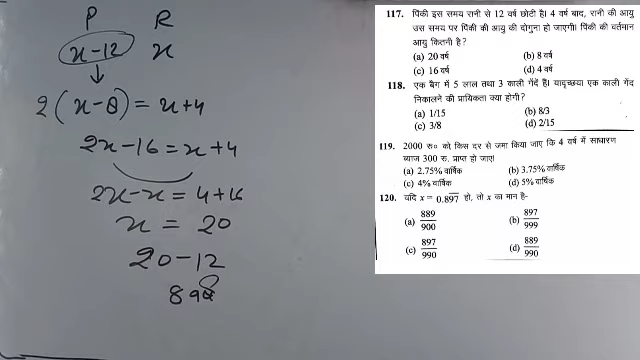 P R
x-12 x
2(x-8) = x+4
2x-16 = x+4
2x-x = 4+16
x = 20
20-12
8 वर्ष
117. पिंकी इस समय रानी से 12 वर्ष छोटी है। 4 वर्ष बाद, रानी की आयु
उस समय पर पिंकी की आयु की दोगुना हो जाएगी। पिंकी की वर्तमान
आयु कितनी है?
(a) 20 वर्ष (b) 8 वर्ष
(c) 16 वर्ष (d) 4 वर्ष
118. एक बैग में 5 लाल तथा 3 काली गेंदें हैं। यादृच्छया एक काली गेंद
निकालने की प्रायिकता क्या होगी?
(a) 1/15 (b) 8/3
(c) 3/8 (d) 2/15
119. 2000 रु० को किस दर से जमा किया जाए कि 4 वर्ष में साधारण
ब्याज 300 रु. प्राप्त हो जाए।
(a) 2.75% वार्षिक (b) 3.75% वार्षिक
(c) 4% वार्षिक (d) 5% वार्षिक
120. यदि x = 0.89̅7̅ हो, तो x का मान है-
(a) 889/900 (b) 897/999
(c) 897/990 (d) 889/990